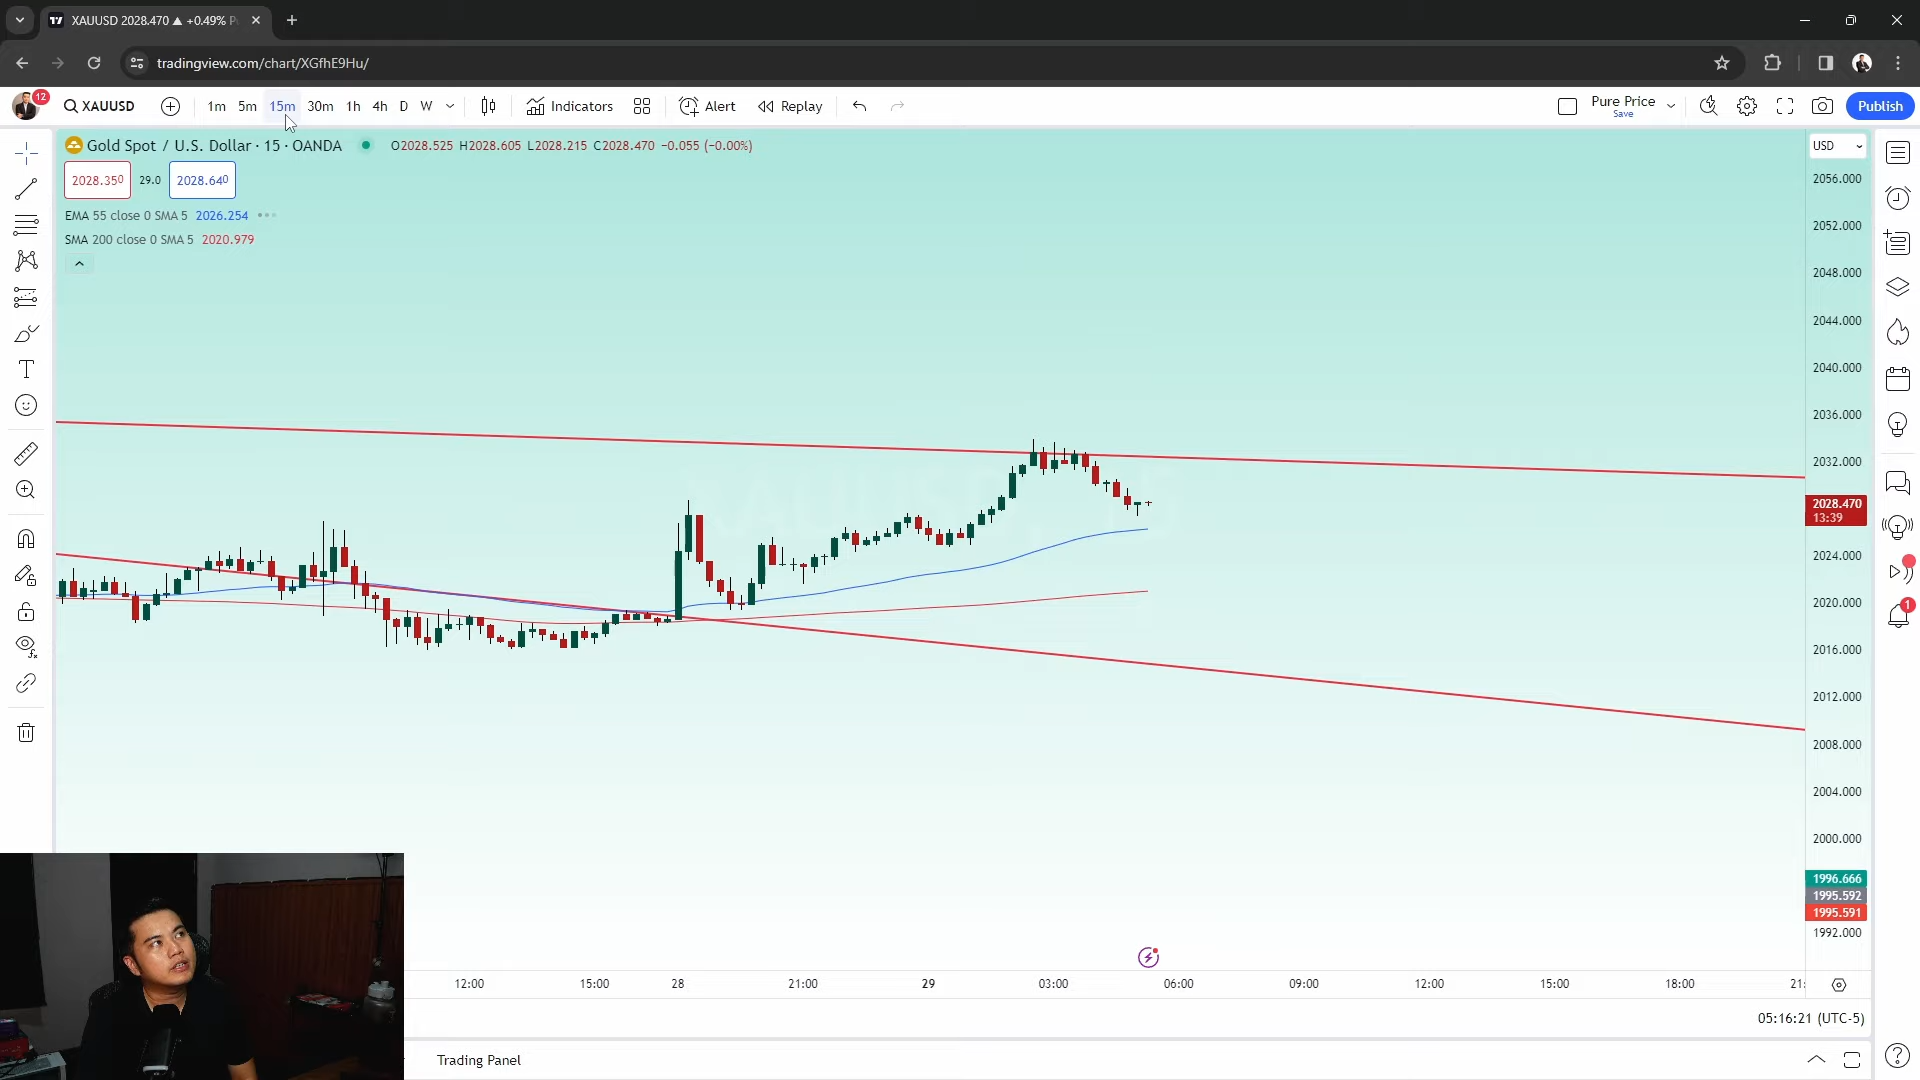 XAUUSD 2028.470 ▲ +0.49% P
tradingview.com/chart/XGfhE9Hu/
12
XAUUSD
1m 5m 15m 30m 1h 4h D W
Indicators
Alert
Replay
Pure Price
Save
Publish
Gold Spot / U.S. Dollar · 15 · OANDA
O2028.525 H2028.605 L2028.215 C2028.470 −0.055 (−0.00%)
USD
2028.350
29.0
2028.640
EMA 55 close 0 SMA 5 2026.254
SMA 200 close 0 SMA 5 2020.979
2056.000
2052.000
2048.000
2044.000
2040.000
2036.000
2032.000
2028.470
13:39
2024.000
2020.000
2016.000
2012.000
2008.000
2004.000
2000.000
1996.666
1995.592
1995.591
1992.000
1
12:00 15:00 28 21:00 29 03:00 06:00 09:00 12:00 15:00 18:00 21:
05:16:21 (UTC-5)
Trading Panel